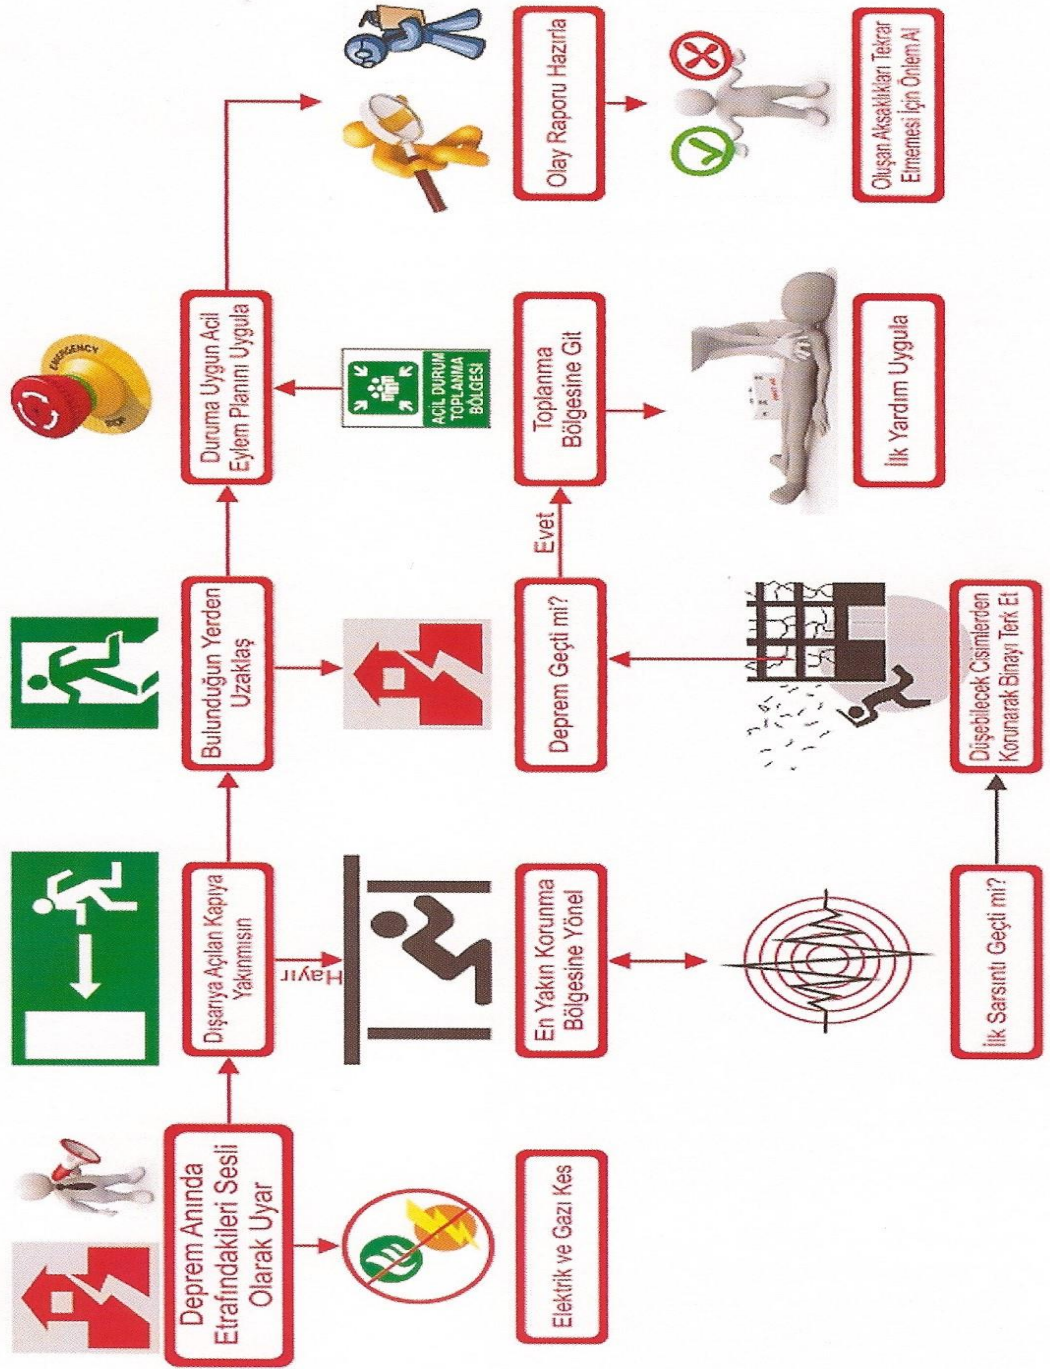 Deprem Anında
Etrafındakileri Sesli
Olarak Uyar
Elektrik ve Gazı Kes
Dışarıya Açılan Kapıya
Yakınmısın
Hayır
En Yakın Korunma
Bölgesine Yönel
İlk Sarsıntı Geçti mi?
Bulunduğun Yerden
Uzaklaş
Deprem Geçti mi?
Evet
Düşebilecek Cisimlerden
Korunarak Binayı Terk Et
EMERGENCY
STOP
Duruma Uygun Acil
Eylem Planını Uygula
ACİL DURUM
TOPLANMA
BÖLGESİ
Toplanma
Bölgesine Git
İlk Yardım Uygula
Olay Raporu Hazırla
Oluşan Aksaklıkları Tekrar
Etmemesi İçin Önlem Al